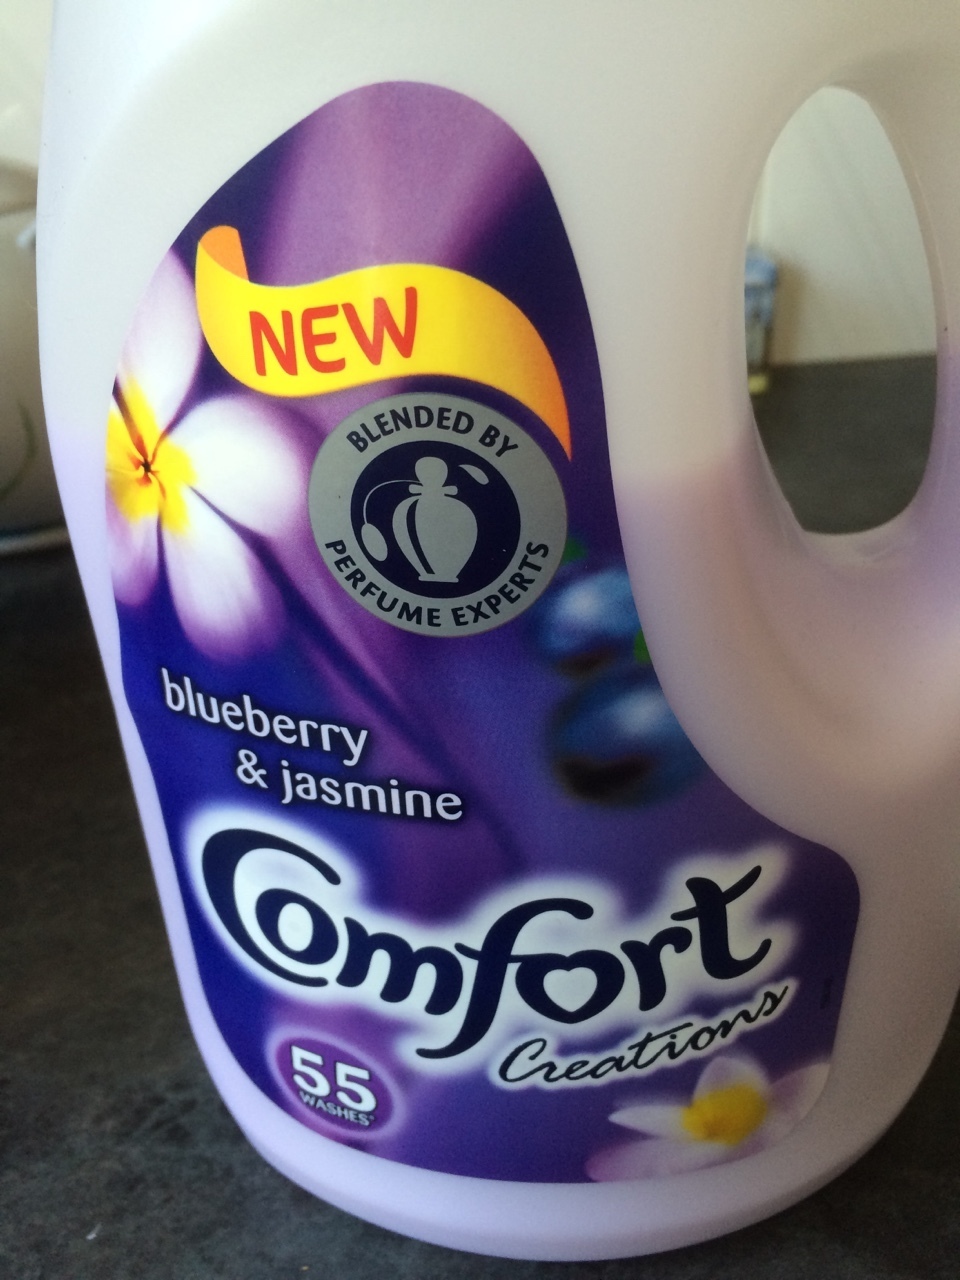 NEW
BLENDED BY
PERFUME EXPERTS
blueberry
& jasmine
Comfort
Creations
55
WASHES*